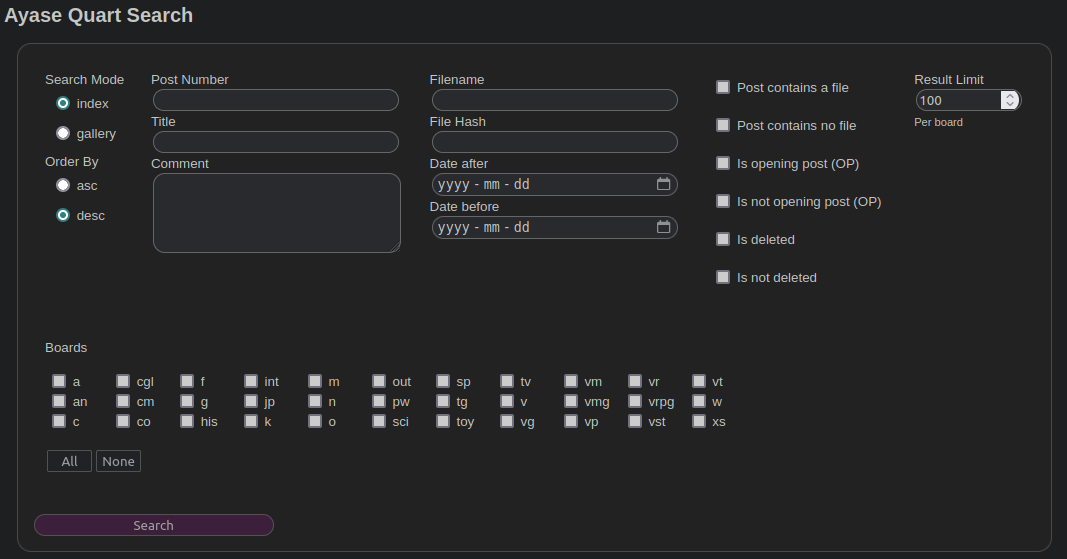 Ayase Quart Search
Search Mode
index
gallery
Order By
asc
desc
Post Number
Title
Comment
Filename
File Hash
Date after
yyyy - mm - dd
Date before
yyyy - mm - dd
Post contains a file
Post contains no file
Is opening post (OP)
Is not opening post (OP)
Is deleted
Is not deleted
Result Limit
100
Per board
Boards
a cgl f int m out sp tv vm vr vt
an cm g jp n pw tg v vmg vrpg w
c co his k o sci toy vg vp vst xs
All None
Search